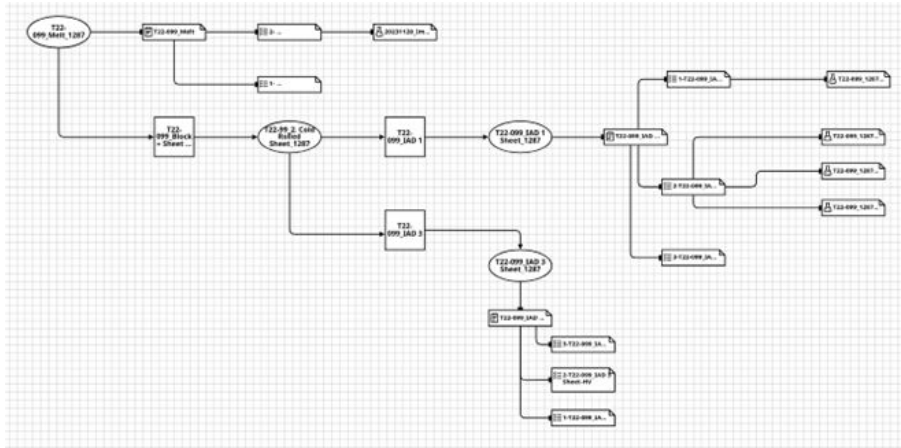 T22-
099_Melt_1287
T22-099_Melt
2- ...
20231120_Im...
1- ...
1-T22-099_IA...
T22-099_1287...
T22-
099_Block
= Sheet ...
T22-99_2_Cold
Rolled
Sheet_1287
T22-
099_IAD 1
T22-099_IAD 1
Sheet_1287
T22-099_IAD ...
T22-099_1287...
T22-099_1287...
2-T22-099_IA...
T22-099_1287...
T22-
099_IAD 3
3-T22-099_IA...
T22-099_IAD 3
Sheet_1287
T22-099_IAD ...
3-T22-099_IA...
2-T22-099_IAD
Sheet-HV
1-T22-099_IA...